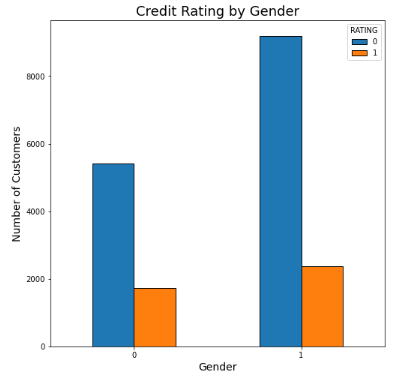 Credit Rating by Gender
RATING
0
1
Number of Customers
8000
6000
4000
2000
0
0
1
Gender